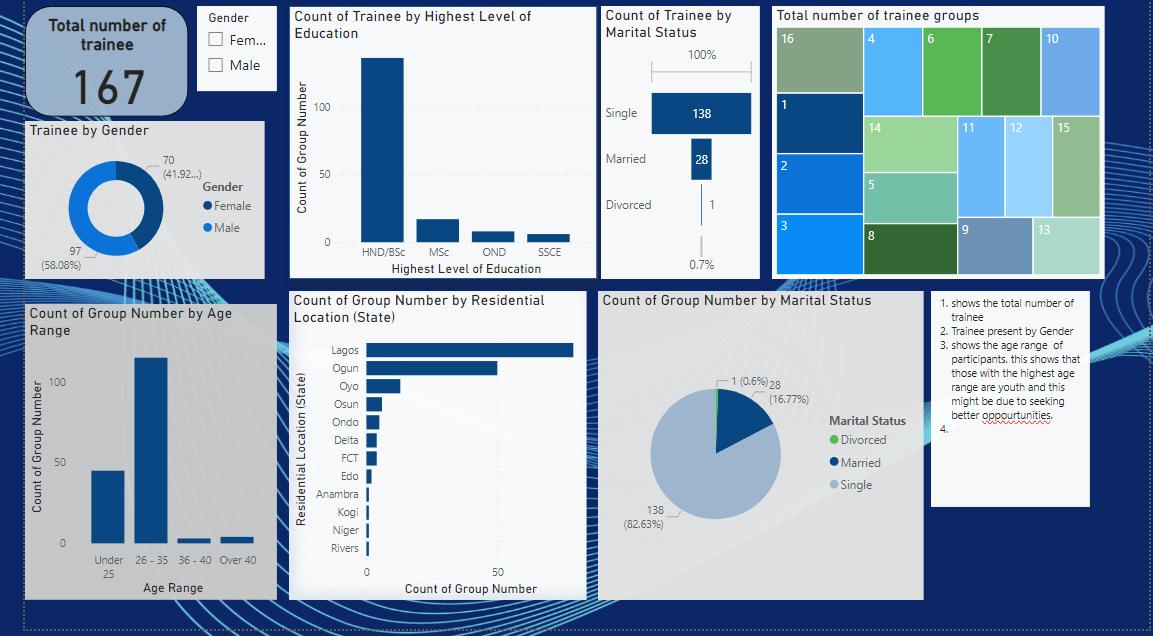 Total number of
trainee
167
Gender
Fem...
Male
Trainee by Gender
70
(41.92...)
97
(58.08%)
Gender
Female
Male
Count of Trainee by Highest Level of
Education
Count of Group Number
100
50
0
HND/BSc
MSc
OND
SSCE
Highest Level of Education
Count of Trainee by
Marital Status
100%
Single
138
Married
28
Divorced
1
0.7%
Total number of trainee groups
16
4
6
7
10
1
14
11
12
15
2
5
3
8
9
13
Count of Group Number by Age
Range
Count of Group Number
100
50
0
Under
25
26 - 35
36 - 40
Over 40
Age Range
Count of Group Number by Residential
Location (State)
Residential Location (State)
Lagos
Ogun
Oyo
Osun
Ondo
Delta
FCT
Edo
Anambra
Kogi
Niger
Rivers
0
50
Count of Group Number
Count of Group Number by Marital Status
1 (0.6%)
28
(16.77%)
138
(82.63%)
Marital Status
Divorced
Married
Single
1. shows the total number of
trainee
2. Trainee present by Gender
3. shows the age range of
participants. this shows that
those with the highest age
range are youth and this
might be due to seeking
better oppourtunities.
4.